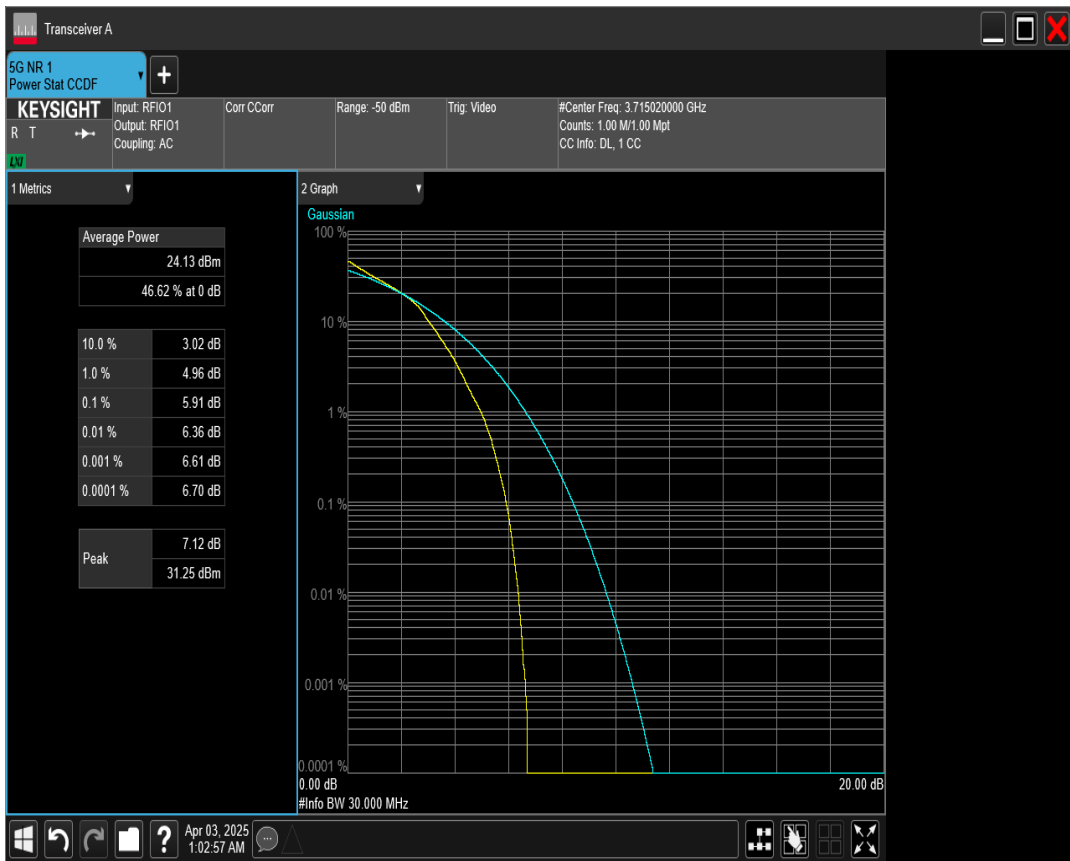 Transceiver A
5G NR 1
Power Stat CCDF
KEYSIGHT
R T
LXI
Input: RFIO1
Output: RFIO1
Coupling: AC
Corr CCorr
Range: -50 dBm
Trig: Video
#Center Freq: 3.715020000 GHz
Counts: 1.00 M/1.00 Mpt
CC Info: DL, 1 CC
1 Metrics
Average Power
24.13 dBm
46.62 % at 0 dB
10.0 % 3.02 dB
1.0 % 4.96 dB
0.1 % 5.91 dB
0.01 % 6.36 dB
0.001 % 6.61 dB
0.0001 % 6.70 dB
Peak
7.12 dB
31.25 dBm
2 Graph
Gaussian
100 %
10 %
1 %
0.1 %
0.01 %
0.001 %
0.0001 %
0.00 dB 20.00 dB
#Info BW 30.000 MHz
Apr 03, 2025
1:02:57 AM